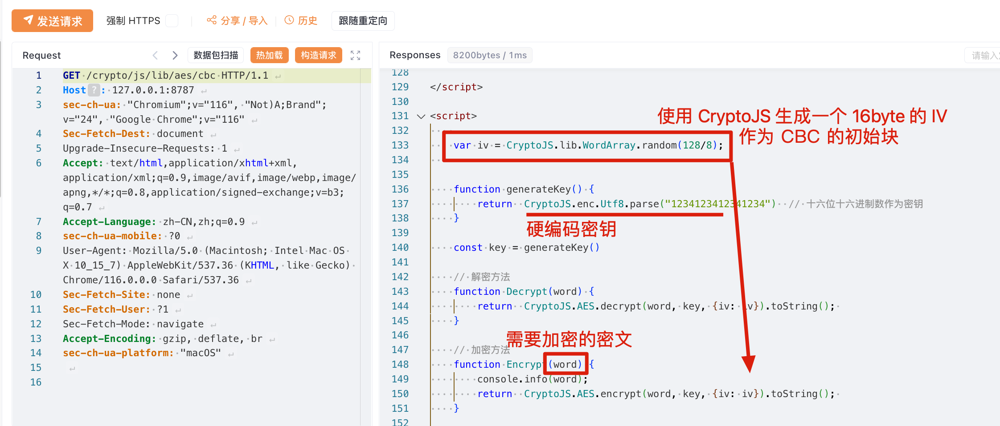 发送请求 强制 HTTPS 分享 / 导入 历史 跟随重定向
Request 数据包扫描 热加载 构造请求
1 GET /crypto/js/lib/aes/cbc HTTP/1.1
2 Host ? : 127.0.0.1:8787
3 sec-ch-ua: "Chromium";v="116", "Not)A;Brand";
v="24", "Google Chrome";v="116"
4 Sec-Fetch-Dest: document
5 Upgrade-Insecure-Requests: 1
6 Accept: text/html,application/xhtml+xml,
application/xml;q=0.9,image/avif,image/webp,image/
apng,*/*;q=0.8,application/signed-exchange;v=b3;
q=0.7
7 Accept-Language: zh-CN,zh;q=0.9
8 sec-ch-ua-mobile: ?0
9 User-Agent: Mozilla/5.0 (Macintosh; Intel Mac OS
X 10_15_7) AppleWebKit/537.36 (KHTML, like Gecko)
Chrome/116.0.0.0 Safari/537.36
10 Sec-Fetch-Site: none
11 Sec-Fetch-User: ?1
12 Sec-Fetch-Mode: navigate
13 Accept-Encoding: gzip, deflate, br
14 sec-ch-ua-platform: "macOS"
15
16
Responses 8200bytes / 1ms 请输入
128
129 </script>
130
131 <script>
使用 CryptoJS 生成一个 16byte 的 IV
作为 CBC 的初始块
132
133 var iv = CryptoJS.lib.WordArray.random(128/8);
134
135
136 function generateKey() {
137 return CryptoJS.enc.Utf8.parse("1234123412341234") // 十六位十六进制数作为密钥
138 }
硬编码密钥
139
140 const key = generateKey()
141
142 // 解密方法
143 function Decrypt(word) {
144 return CryptoJS.AES.decrypt(word, key, {iv: iv}).toString();
145 }
146
需要加密的密文
147 // 加密方法
148 function Encrypt(word) {
149 console.info(word);
150 return CryptoJS.AES.encrypt(word, key, {iv: iv}).toString();
151 }
152